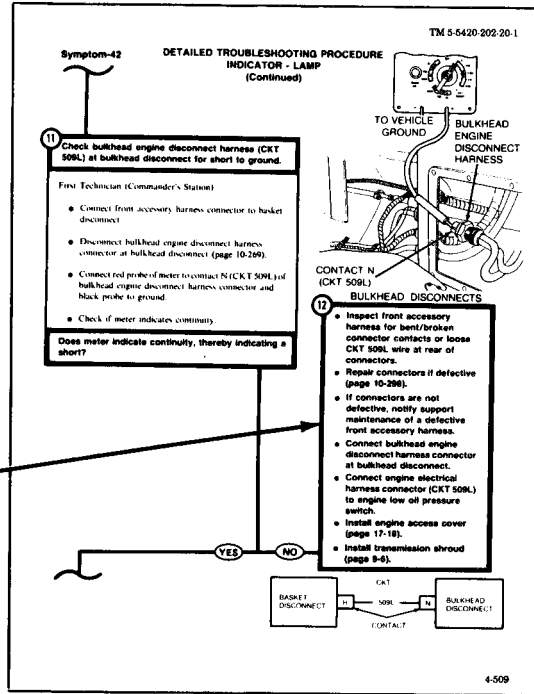 TM 5-5420-202-20-1
Symptom-42
DETAILED TROUBLESHOOTING PROCEDURE
INDICATOR - LAMP
(Continued)
TO VEHICLE
GROUND
BULKHEAD
ENGINE
DISCONNECT
HARNESS
11
Check bulkhead engine disconnect harness (CKT
509L) at bulkhead disconnect for short to ground.
First Technician (Commander's Station)
● Connect front accessory harness connector to basket
disconnect
● Disconnect bulkhead engine disconnect harness
connector at bulkhead disconnect (page 10-269).
● Connect red probe of meter to contact N (CKT 509L) of
bulkhead engine disconnect harness connector and
black probe to ground.
● Check if meter indicates continuity.
Does meter indicate continuity, thereby indicating a
short?
CONTACT N
(CKT 509L)
BULKHEAD DISCONNECTS
12
● Inspect front accessory
harness for bent/broken
connector contacts or loose
CKT 509L wire at rear of
connectors.
● Repair connectors if defective
(page 10-298).
● If connectors are not
defective, notify support
maintenance of a defective
front accessory harness.
● Connect bulkhead engine
disconnect harness connector
at bulkhead disconnect.
● Connect engine electrical
harness connector (CKT 509L)
to engine low oil pressure
switch.
● Install engine access cover
(page 17-18).
● Install transmission shroud
(page 9-6).
YES
NO
CKT
BASKET
DISCONNECT
H
509L
N
BULKHEAD
DISCONNECT
CONTACT
4-509